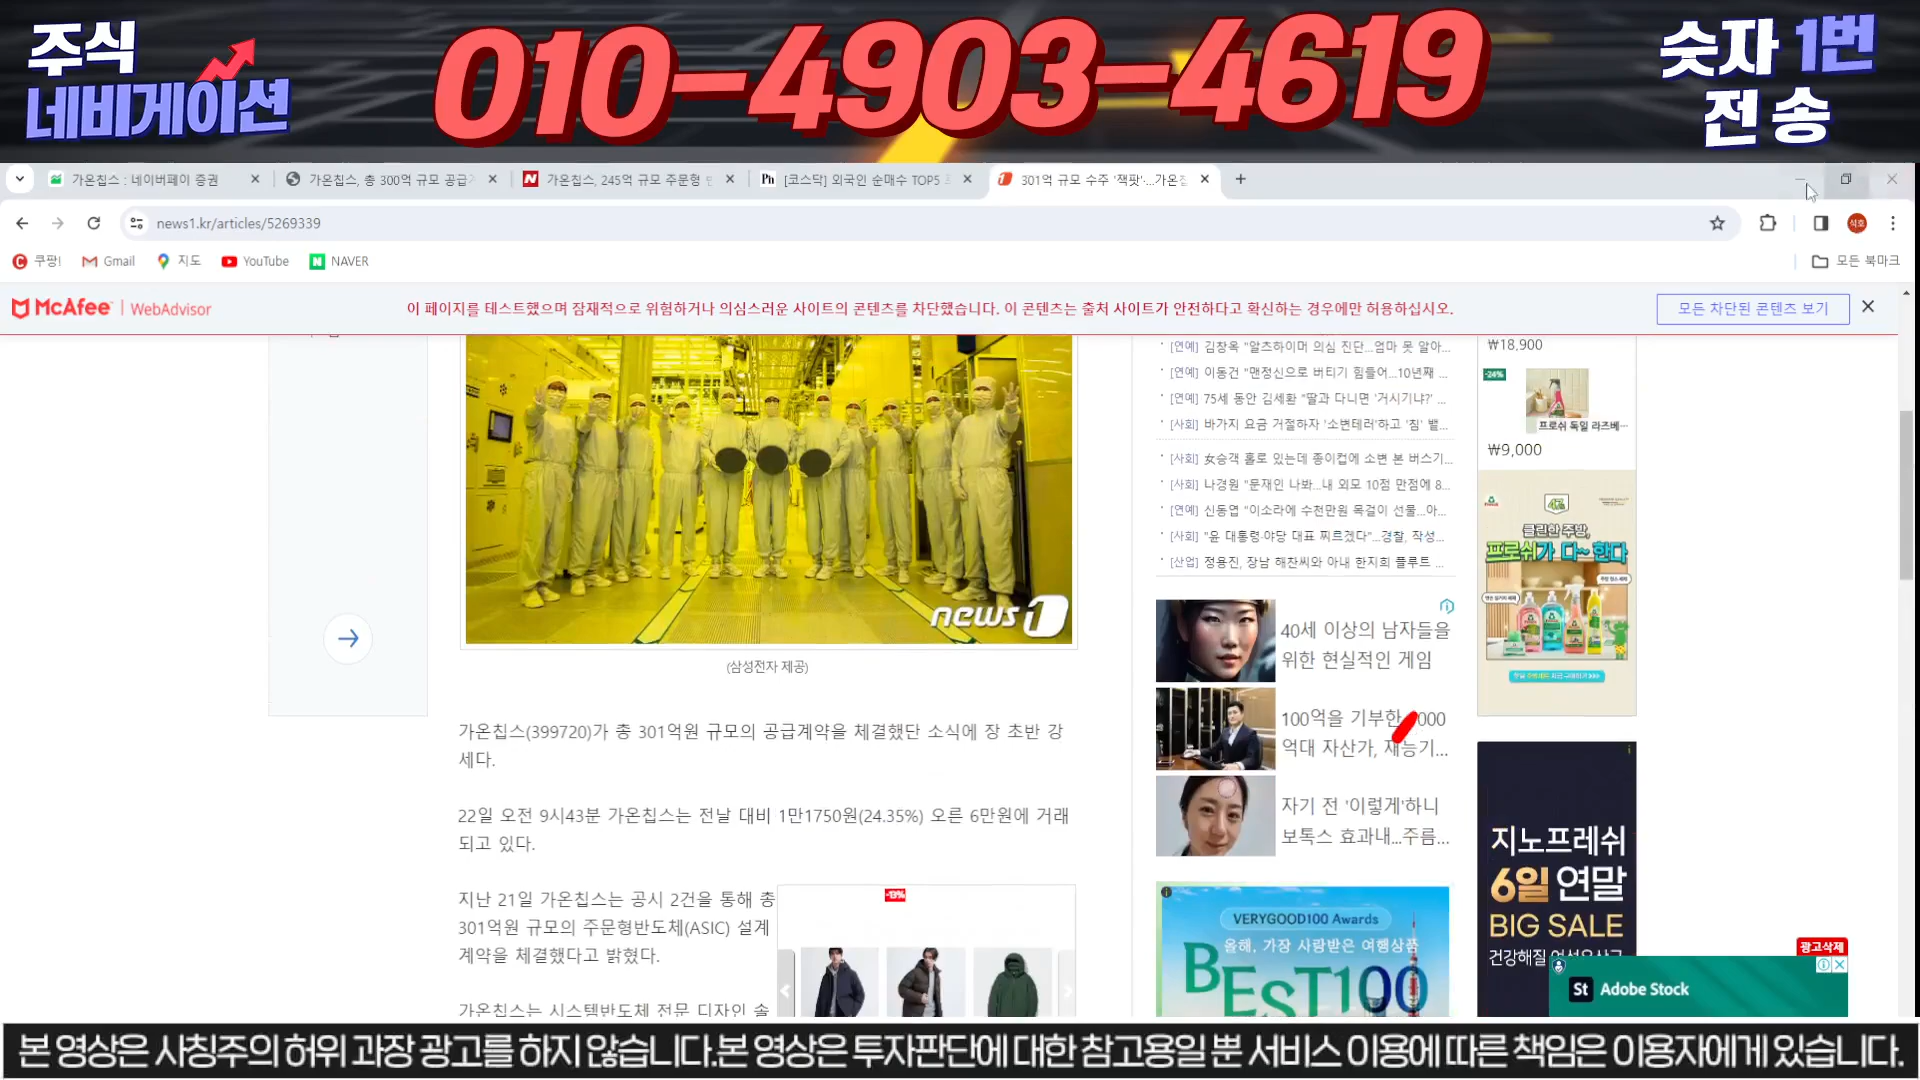 주식
네비게이션
010-4903-4619
숫자 1번
전송
가온칩스 : 네이버페이 증권
가온칩스, 총 300억 규모 공급
가온칩스, 245억 규모 주문형
[코스닥] 외국인 순매수 TOP5
301억 규모 수주 '잭팟'…가온칩
news1.kr/articles/5269339
석호
쿠팡!
Gmail
지도
YouTube
NAVER
모든 북마크
McAfee | WebAdvisor
이 페이지를 테스트했으며 잠재적으로 위험하거나 의심스러운 사이트의 콘텐츠를 차단했습니다. 이 콘텐츠는 출처 사이트가 안전하다고 확신하는 경우에만 허용하십시오.
모든 차단된 콘텐츠 보기
news1
(삼성전자 제공)
가온칩스(399720)가 총 301억원 규모의 공급계약을 체결했단 소식에 장 초반 강
세다.
22일 오전 9시43분 가온칩스는 전날 대비 1만1750원(24.35%) 오른 6만원에 거래
되고 있다.
지난 21일 가온칩스는 공시 2건을 통해 총
301억원 규모의 주문형반도체(ASIC) 설계
계약을 체결했다고 밝혔다.
가온칩스는 시스템반도체 전문 디자인 솔
-13%
[연예] 김창옥 "알츠하이머 의심 진단…엄마 못 알아…
[연예] 이동건 "맨정신으로 버티기 힘들어…10년째 …
[연예] 75세 동안 김세환 "딸과 다니면 '거시기냐?' …
[사회] 바가지 요금 거절하자 '소변테러'하고 '침' 뱉…
[사회] 女승객 홀로 있는데 종이컵에 소변 본 버스기…
[사회] 나경원 "문재인 나봐…내 외모 10점 만점에 8…
[연예] 신동엽 "이소라에 수천만원 목걸이 선물…아…
[사회] "윤 대통령·야당 대표 찌르겠다"…경찰, 작성…
[산업] 정용진, 장남 해찬씨와 아내 한지희 플루트 …
40세 이상의 남자들을
위한 현실적인 게임
100억을 기부한 000
억대 자산가, 재능기…
자기 전 '이렇게'하니
보톡스 효과내…주름…
VERYGOOD100 Awards
올해, 가장 사랑받은 여행상품
BEST100
₩18,900
-24%
프로쉬 독일 라즈베…
₩9,000
클린한 주방,
프로쉬가 다~한다
지노프레쉬
6일 연말
BIG SALE
건강해질
광고삭제
St Adobe Stock
본 영상은 사칭주의 허위 과장 광고를 하지 않습니다.본 영상은 투자판단에 대한 참고용일 뿐 서비스 이용에 따른 책임은 이용자에게 있습니다.